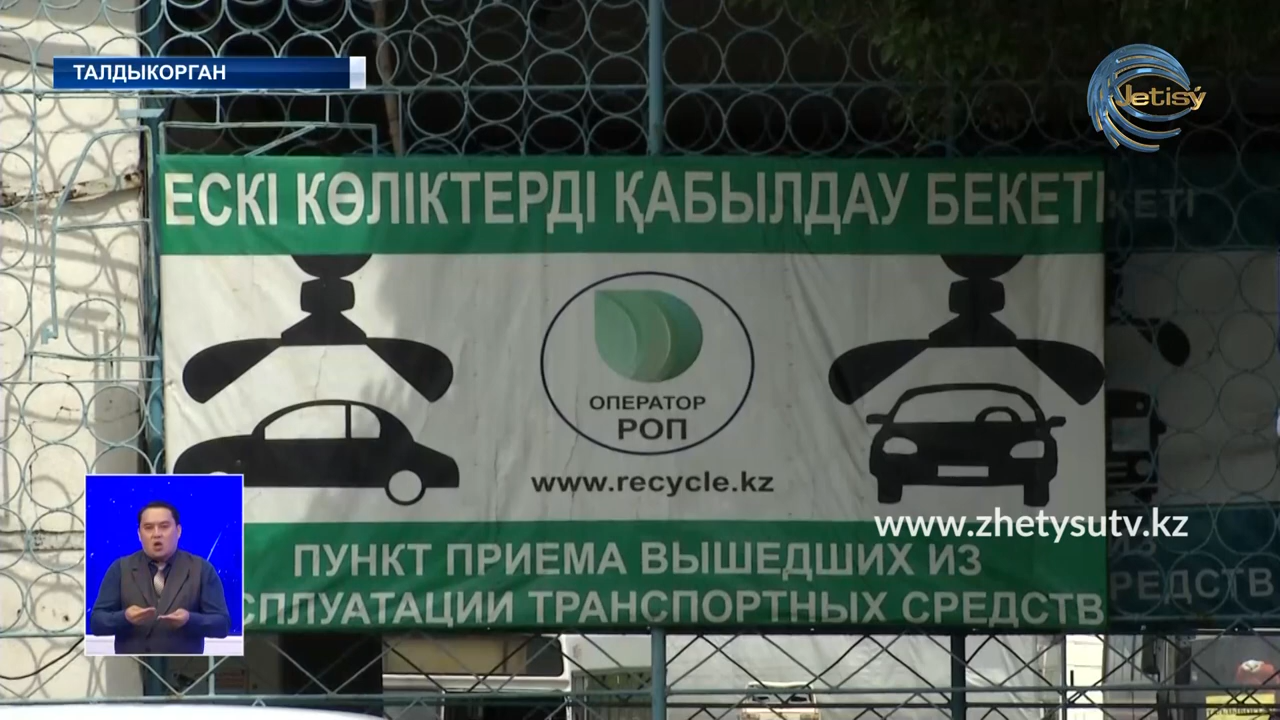 ТАЛДЫКОРГАН
Jetisý
ЕСКІ КӨЛІКТЕРДІ ҚАБЫЛДАУ БЕКЕТІ
ОПЕРАТОР
РОП
www.recycle.kz
www.zhetysutv.kz
ПУНКТ ПРИЕМА ВЫШЕДШИХ ИЗ
СПЛУАТАЦИИ ТРАНСПОРТНЫХ СРЕДСТВ